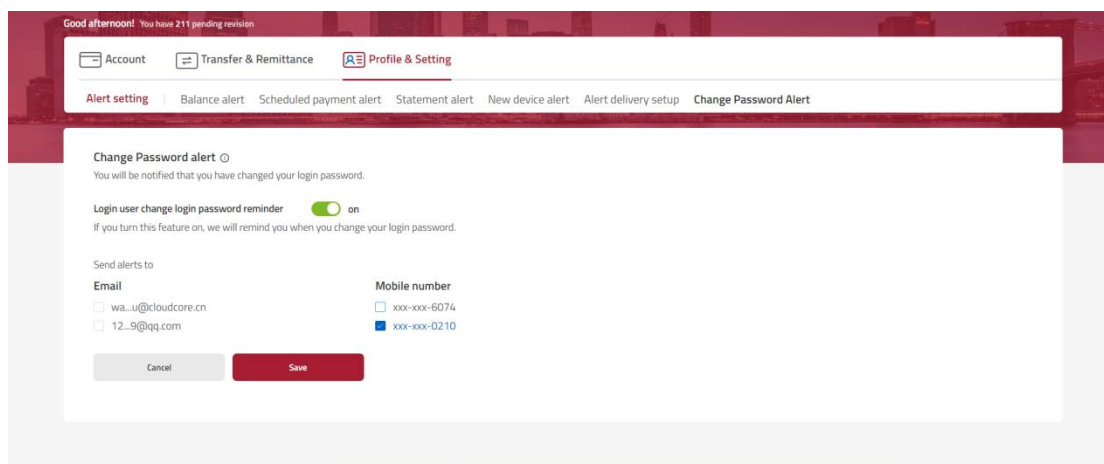 Good afternoon! You have 211 pending revision
Account Transfer & Remittance Profile & Setting
Alert setting Balance alert Scheduled payment alert Statement alert New device alert Alert delivery setup Change Password Alert
Change Password alert
You will be notified that you have changed your login password.
Login user change login password reminder on
If you turn this feature on, we will remind you when you change your login password.
Send alerts to
Email Mobile number
wa...u@cloudcore.cn xxx-xxx-6074
12...9@qq.com xxx-xxx-0210
Cancel Save